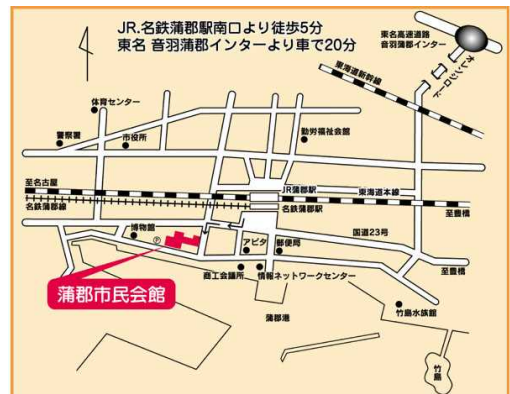 JR.名鉄蒲郡駅南口より徒歩5分
東名 音羽蒲郡インターより車で20分
東名高速道路
音羽蒲郡インター
オレンジロード
東海道新幹線
体育センター
警察署
市役所
勤労福祉会館
至名古屋
JR蒲郡駅
東海道本線
名鉄蒲郡線
名鉄蒲郡駅
至豊橋
博物館
国道23号
P
アピタ
郵便局
至豊橋
商工会議所
情報ネットワークセンター
蒲郡市民会館
蒲郡港
竹島水族館
竹島